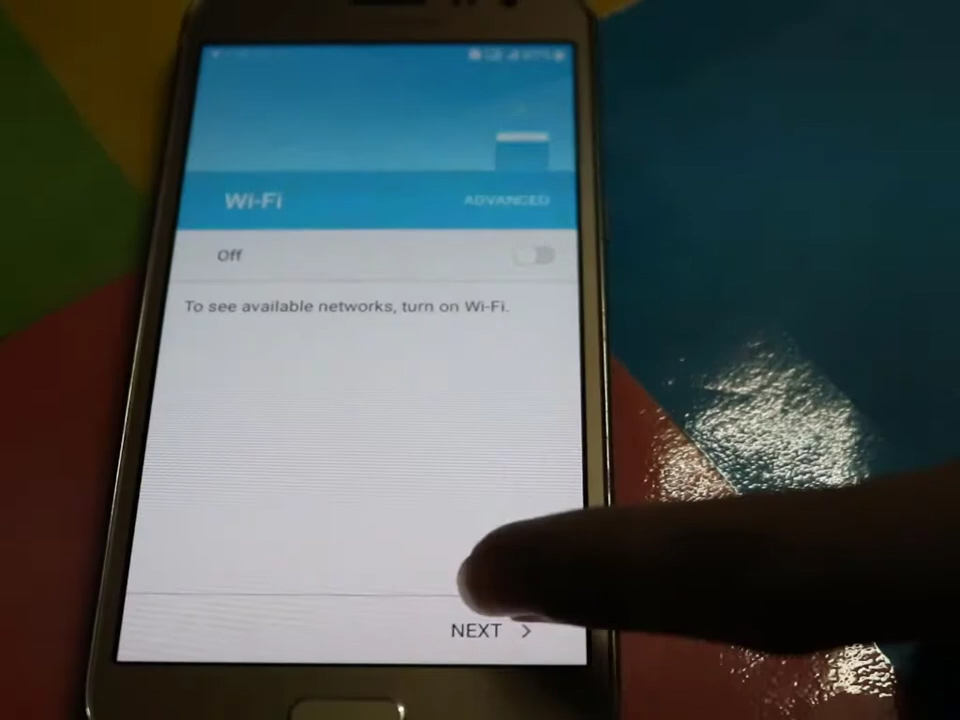 Wi-Fi
ADVANCED
Off
To see available networks, turn on Wi-Fi.
NEXT